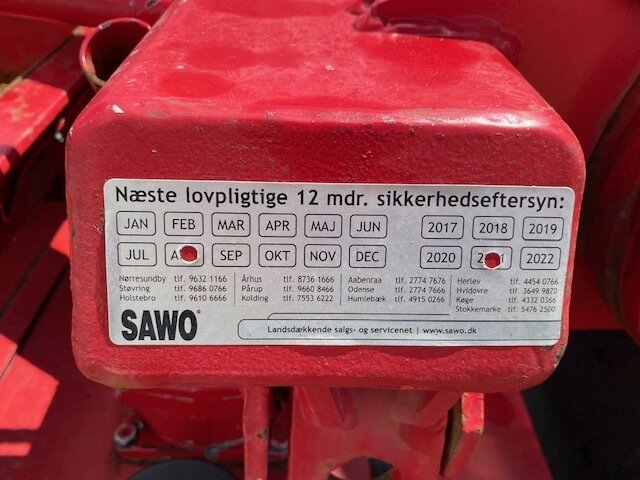 Næste lovpligtige 12 mdr. sikkerhedseftersyn:
JAN FEB MAR APR MAJ JUN 2017 2018 2019
JUL SEP OKT NOV DEC 2020 2022
Nørresundby tlf. 9632 1166 Århus tlf. 8736 1666 Aabenraa tlf. 2774 7676 Herlev tlf. 4454 0766
Støvring tlf. 9686 0766 Pårup tlf. 9660 8466 Odense tlf. 2774 7666 Hvidovre tlf. 3649 9870
Holstebro tlf. 9610 6666 Kolding tlf. 7553 6222 Humlebæk tlf. 4915 0266 Køge tlf. 4332 0366
Stokkemarke tlf. 5476 2500
SAWO®
Landsdækkende salgs- og servicenet | www.sawo.dk